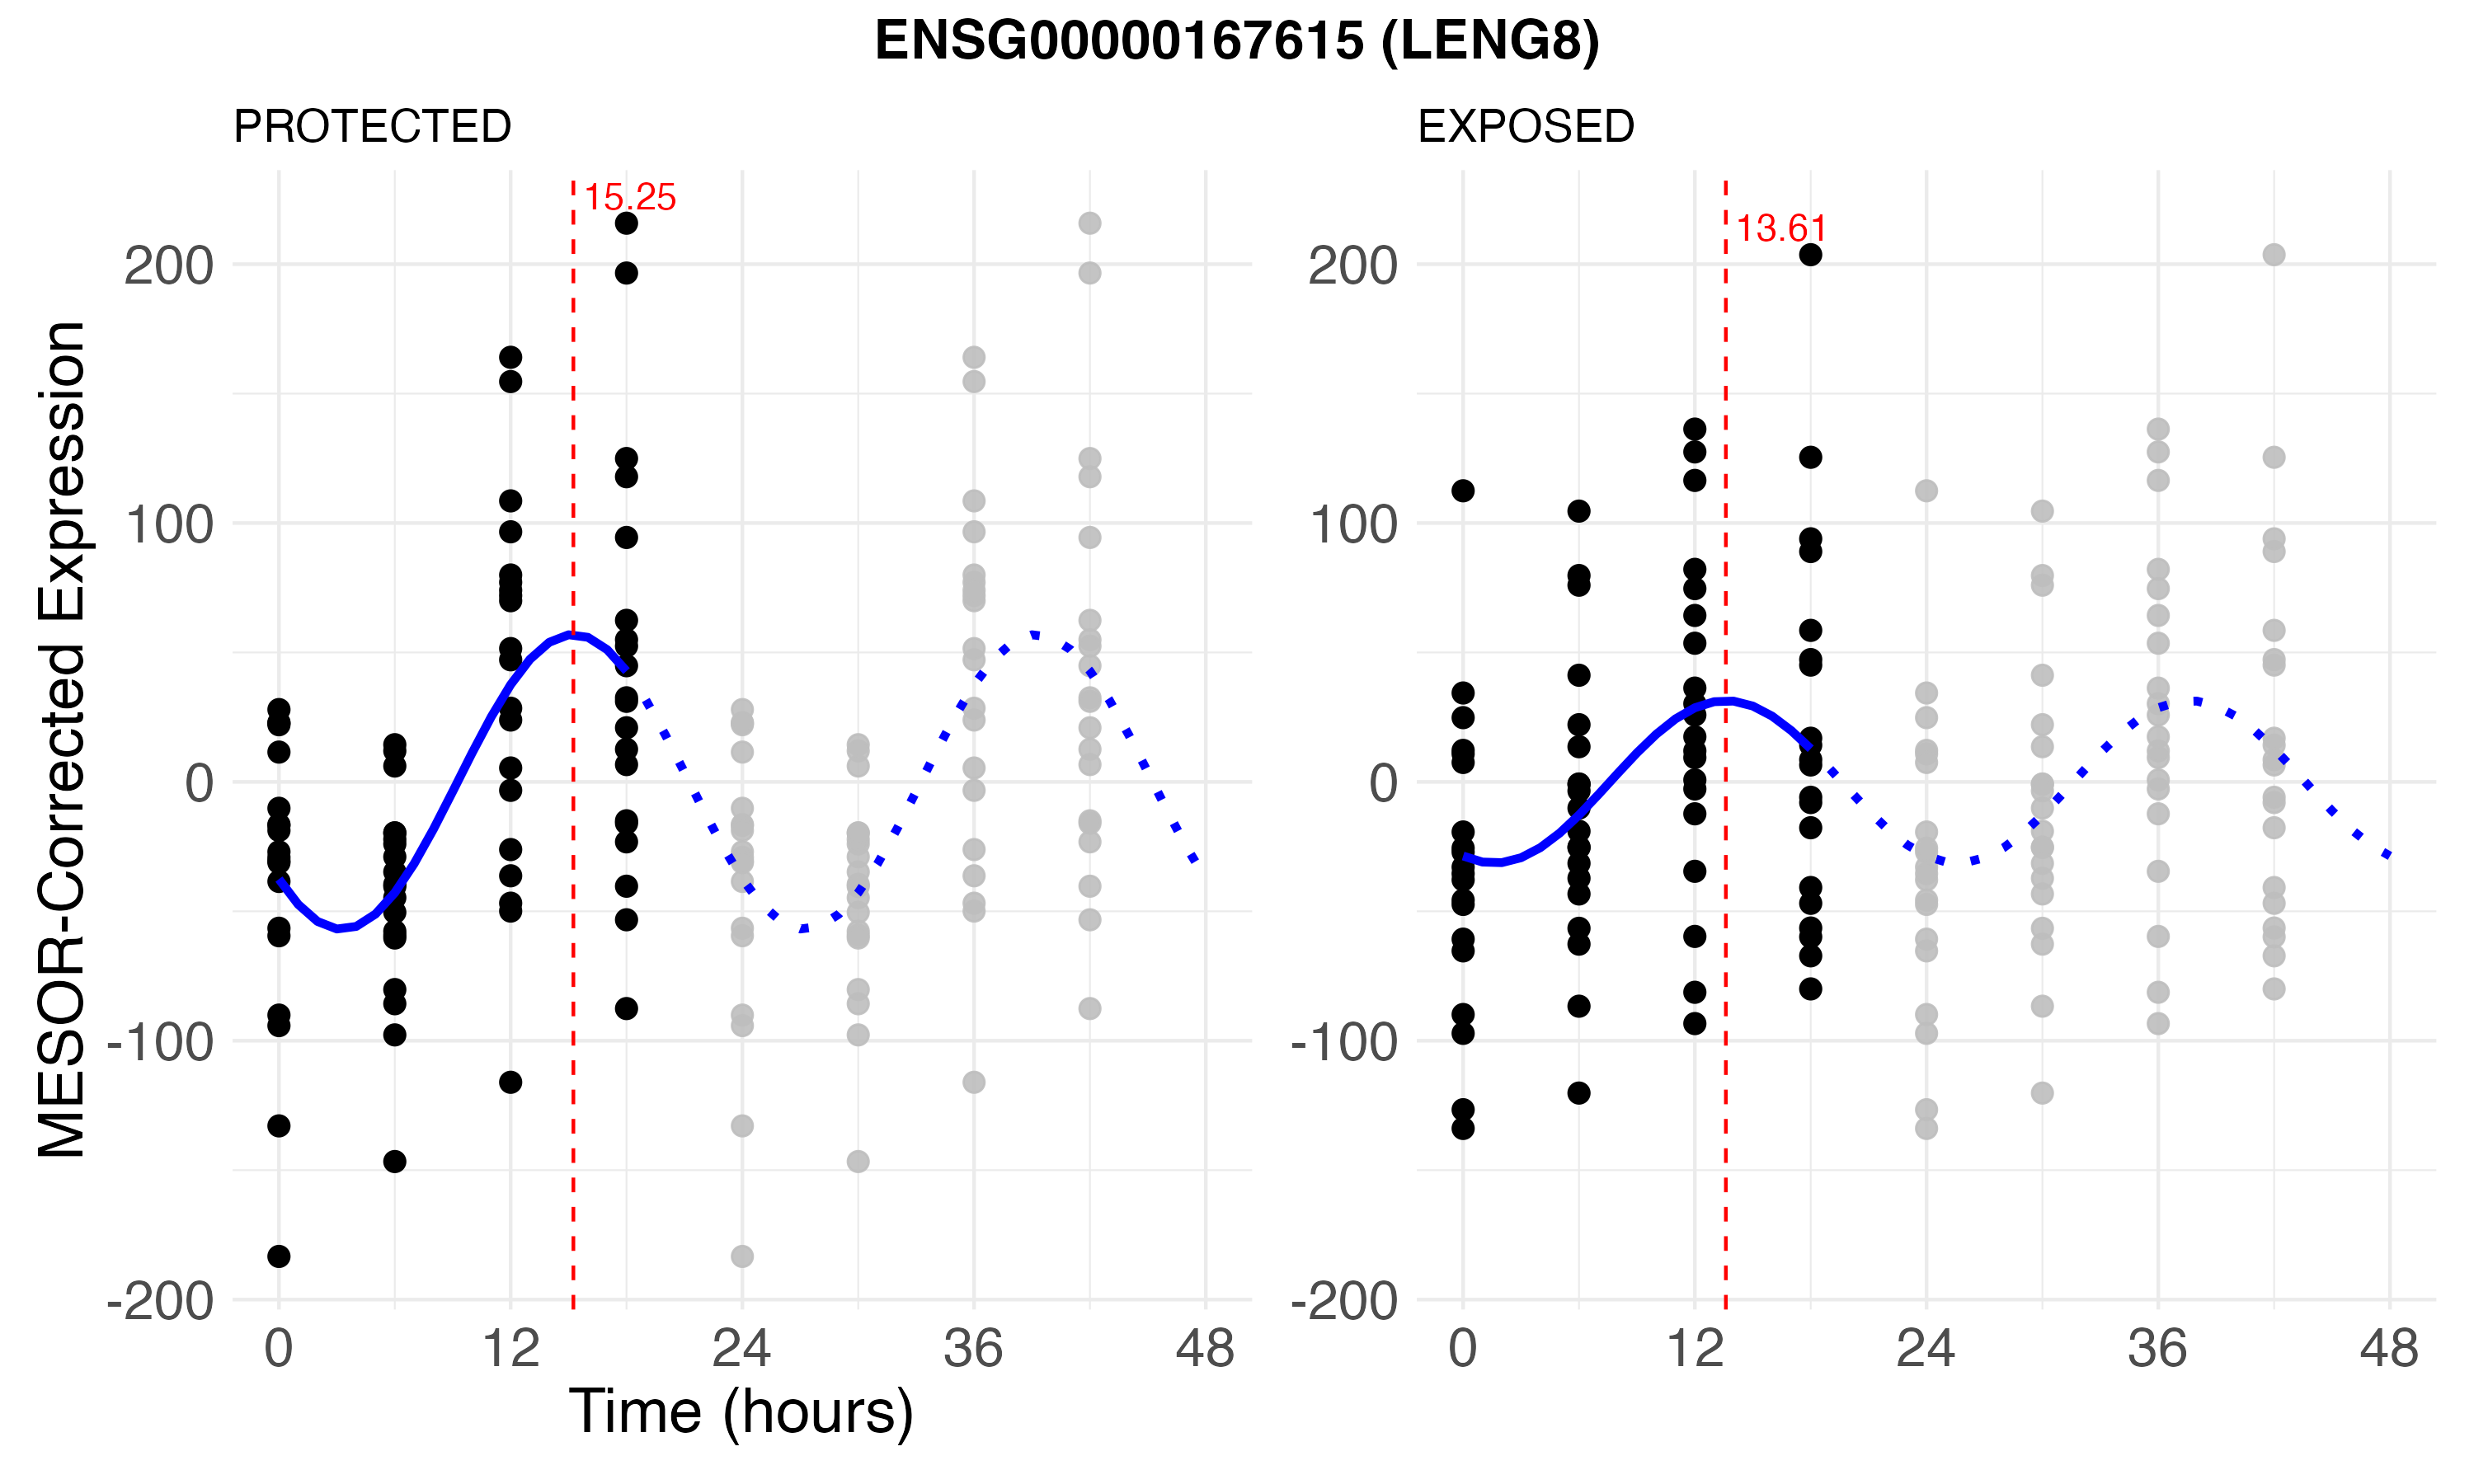 ENSG00000167615 (LENG8)
PROTECTED
EXPOSED
MESOR-Corrected Expression
15.25
13.61
200
100
0
-100
-200
200
100
0
-100
-200
0 12 24 36 48
0 12 24 36 48
Time (hours)